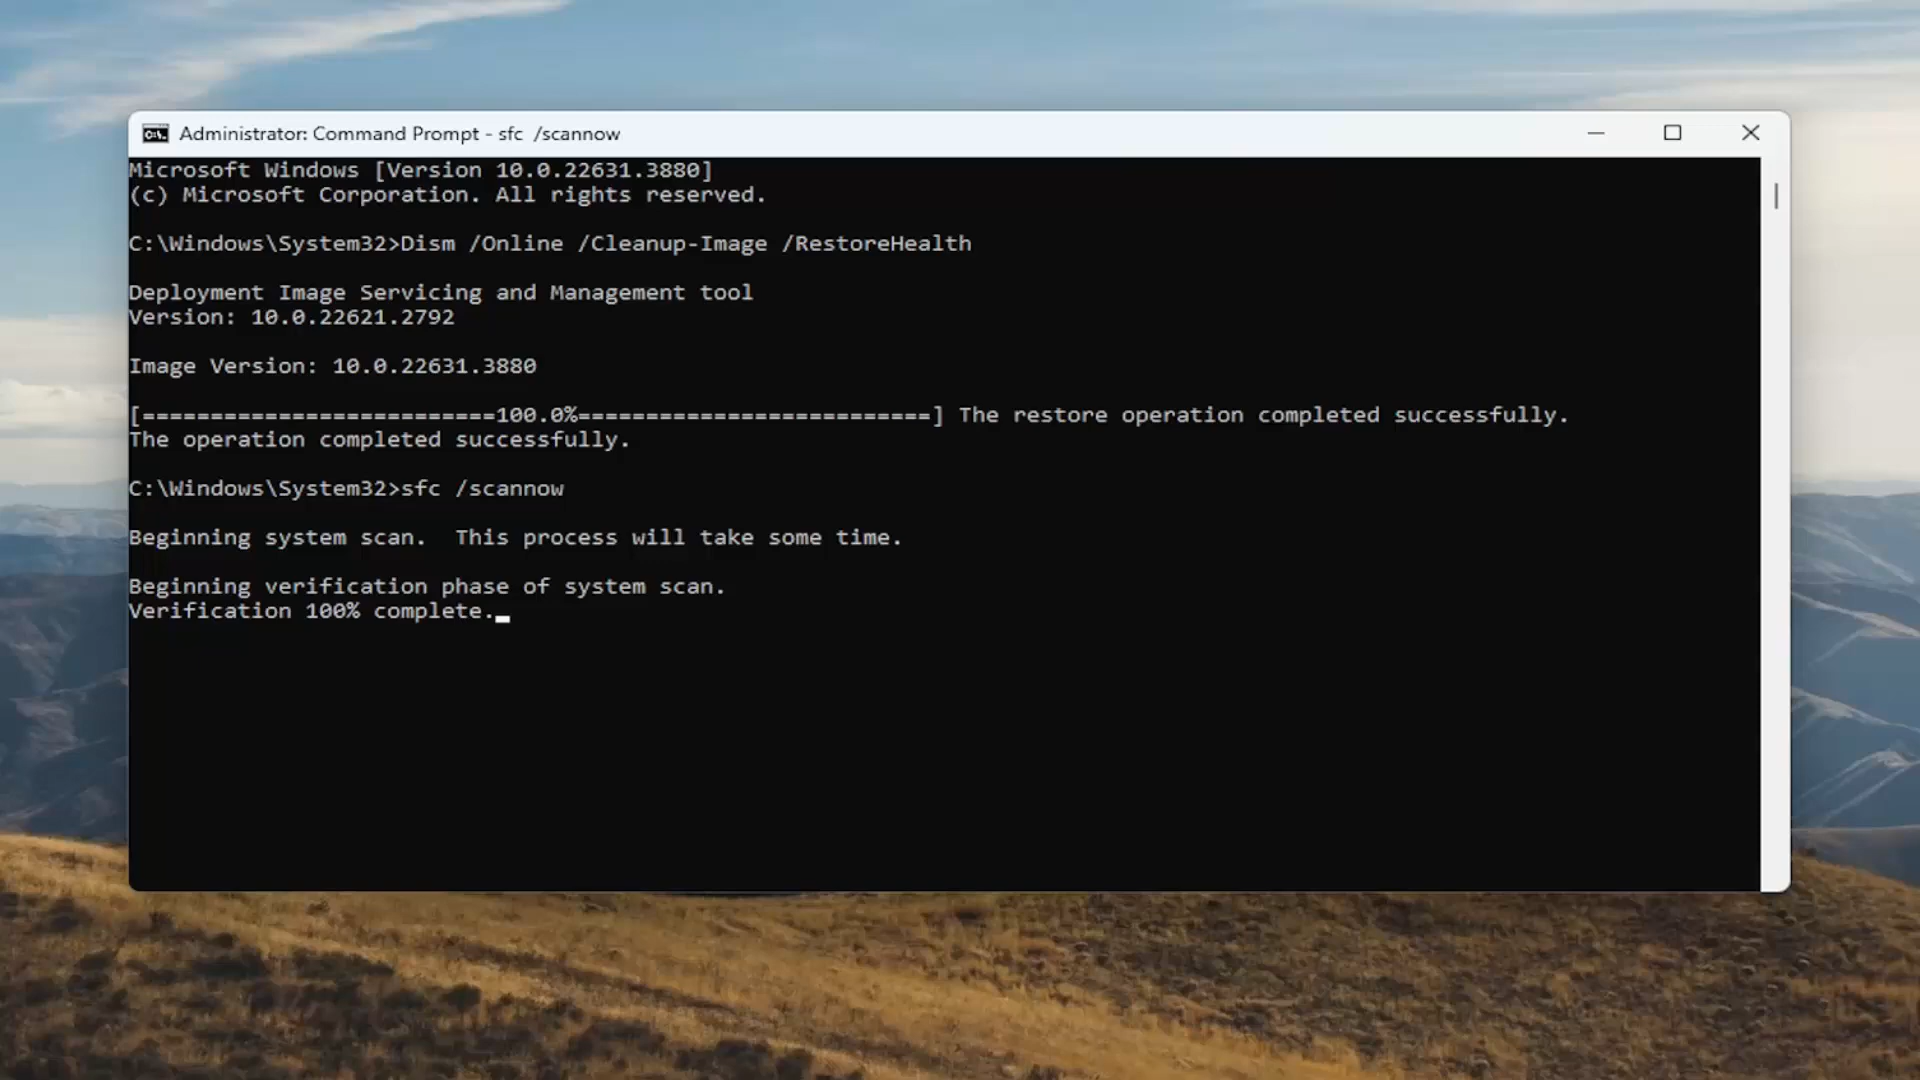 Administrator: Command Prompt - sfc  /scannow
Microsoft Windows [Version 10.0.22631.3880]
(c) Microsoft Corporation. All rights reserved.
C:\Windows\System32>Dism /Online /Cleanup-Image /RestoreHealth
Deployment Image Servicing and Management tool
Version: 10.0.22621.2792
Image Version: 10.0.22631.3880
[==========================100.0%==========================] The restore operation completed successfully.
The operation completed successfully.
C:\Windows\System32>sfc /scannow
Beginning system scan.  This process will take some time.
Beginning verification phase of system scan.
Verification 100% complete.